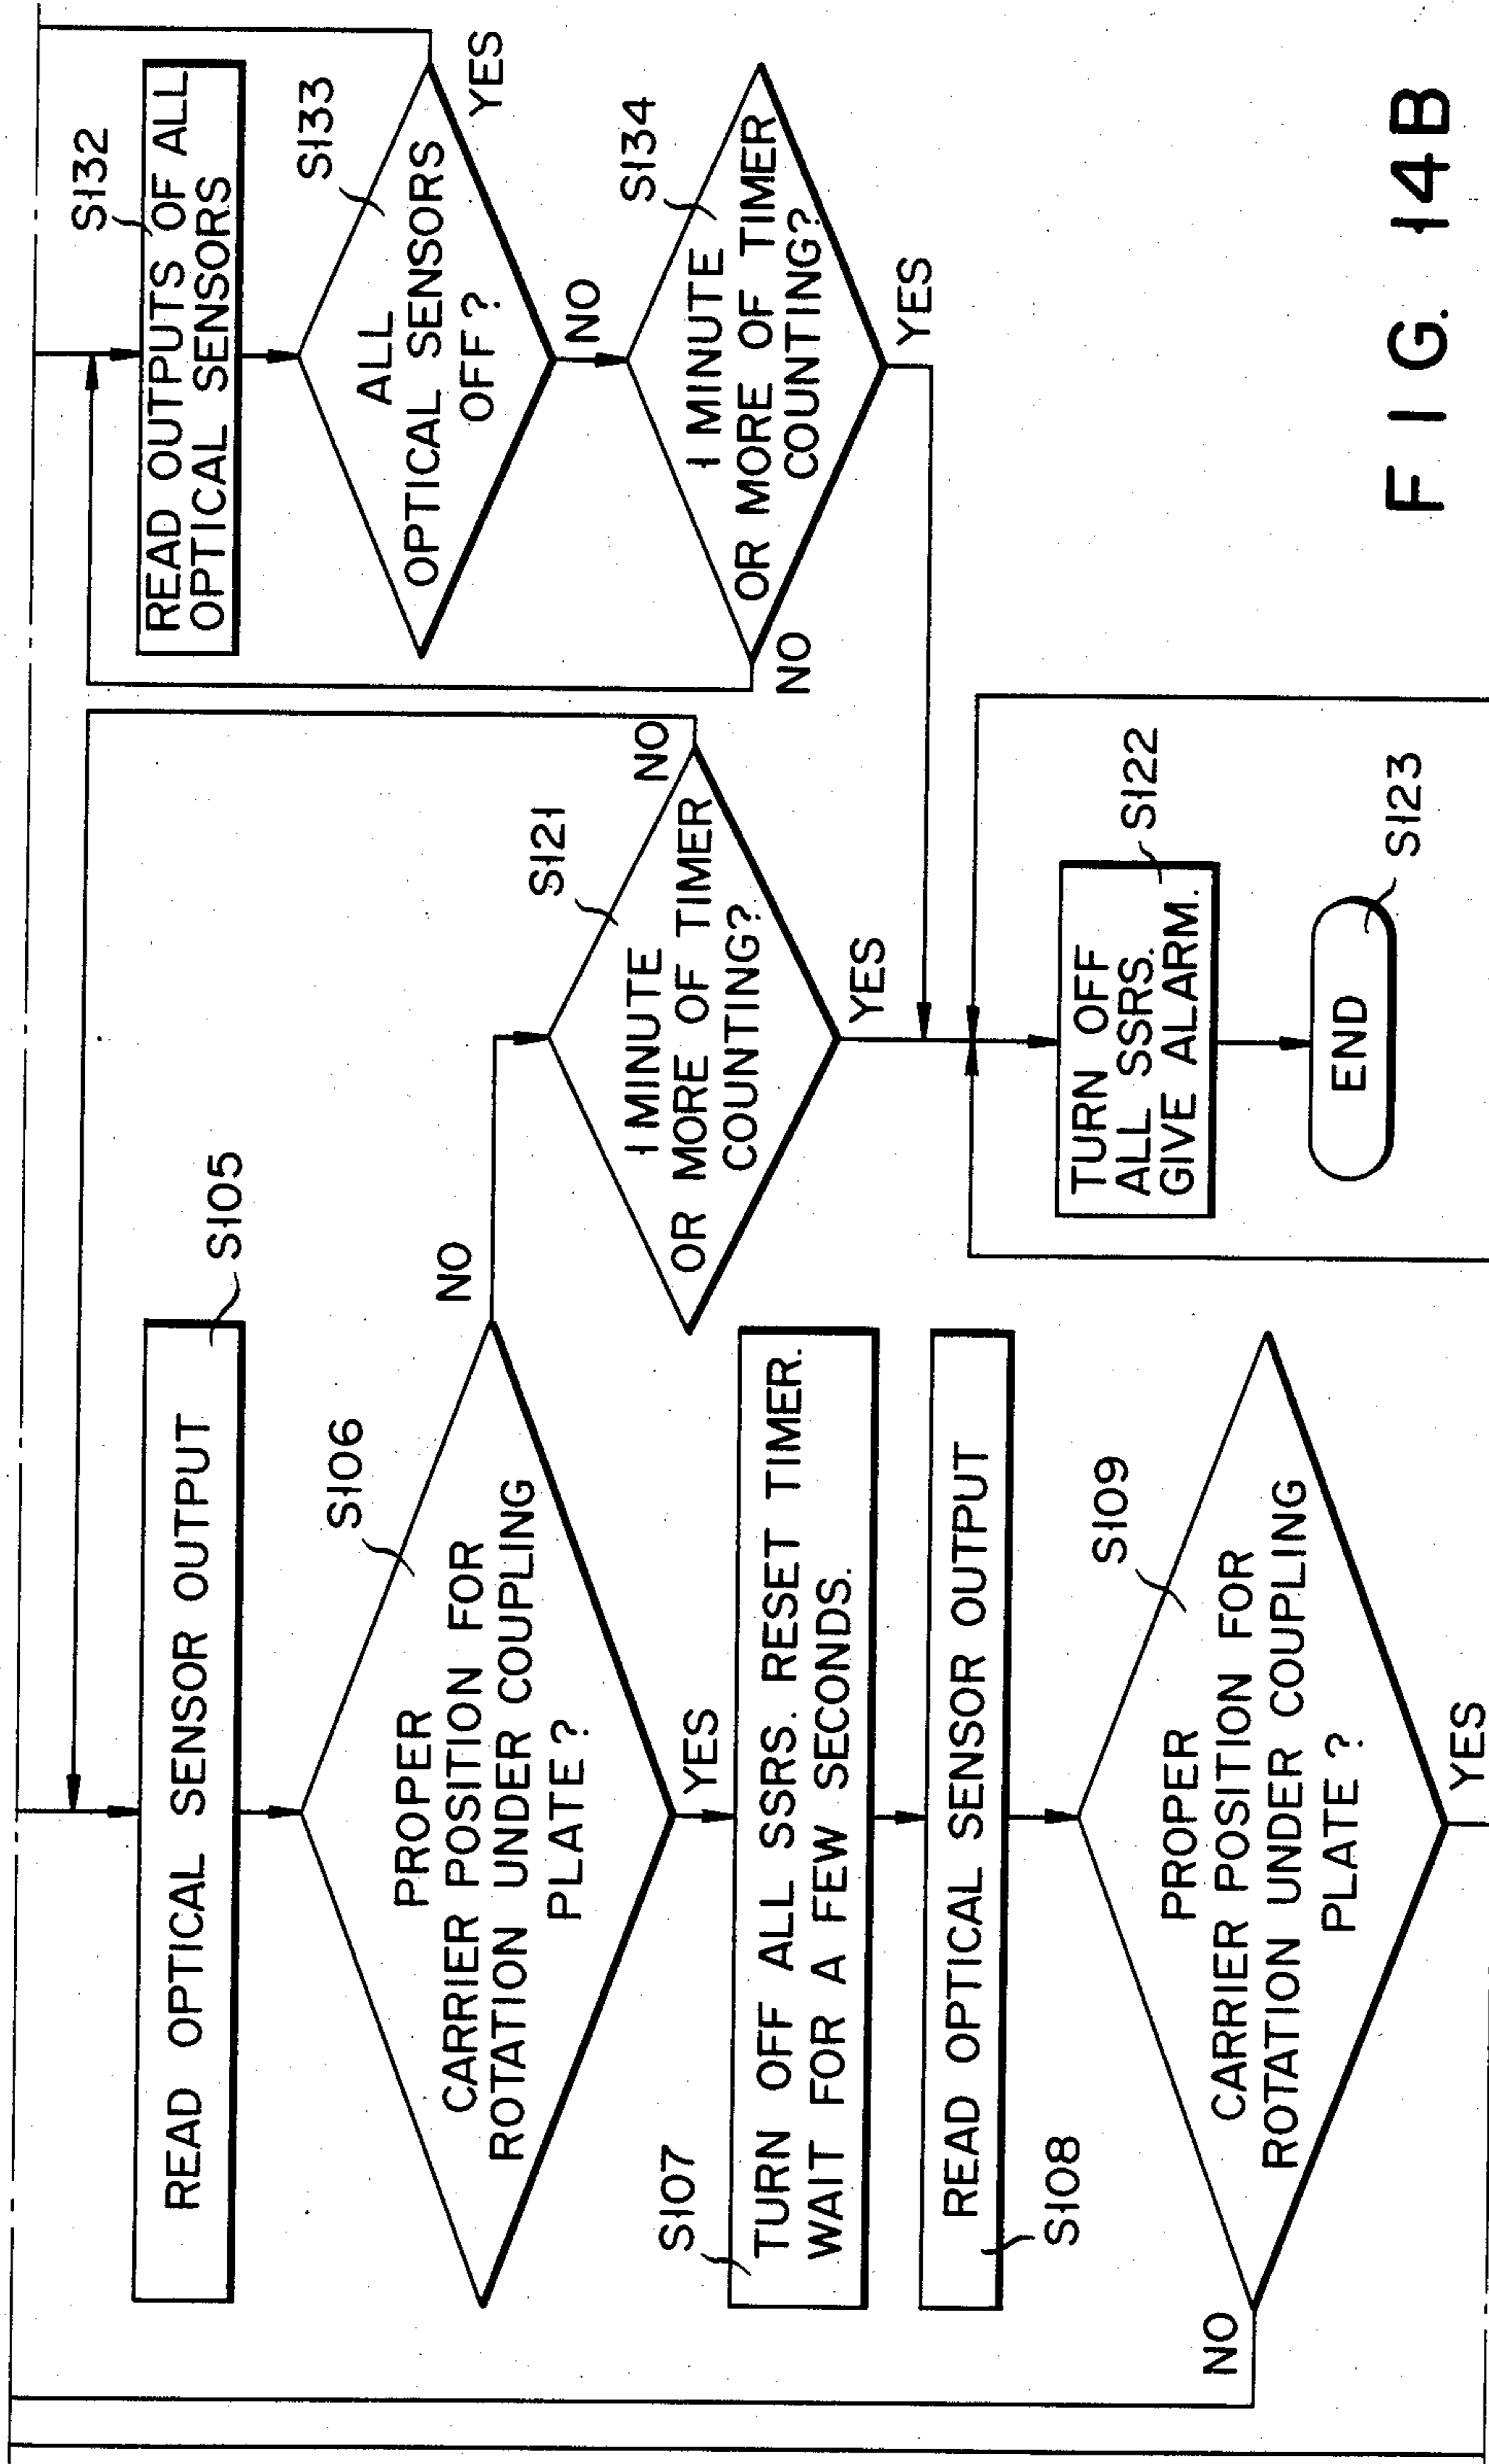 S105
READ OPTICAL SENSOR OUTPUT
S106
PROPER
CARRIER POSITION FOR
ROTATION UNDER COUPLING
PLATE?
NO
YES
S107
TURN OFF ALL SSRS. RESET TIMER.
WAIT FOR A FEW SECONDS.
READ OPTICAL SENSOR OUTPUT
S108
S109
PROPER
CARRIER POSITION FOR
ROTATION UNDER COUPLING
PLATE?
NO
YES
S121
1 MINUTE
OR MORE OF TIMER
COUNTING?
NO
YES
S122
TURN OFF
ALL SSRS.
GIVE ALARM.
S123
END
S132
READ OUTPUTS OF ALL
OPTICAL SENSORS
S133
ALL
OPTICAL SENSORS
OFF?
YES
NO
S134
1 MINUTE
OR MORE OF TIMER
COUNTING?
NO
YES
FIG. 14B